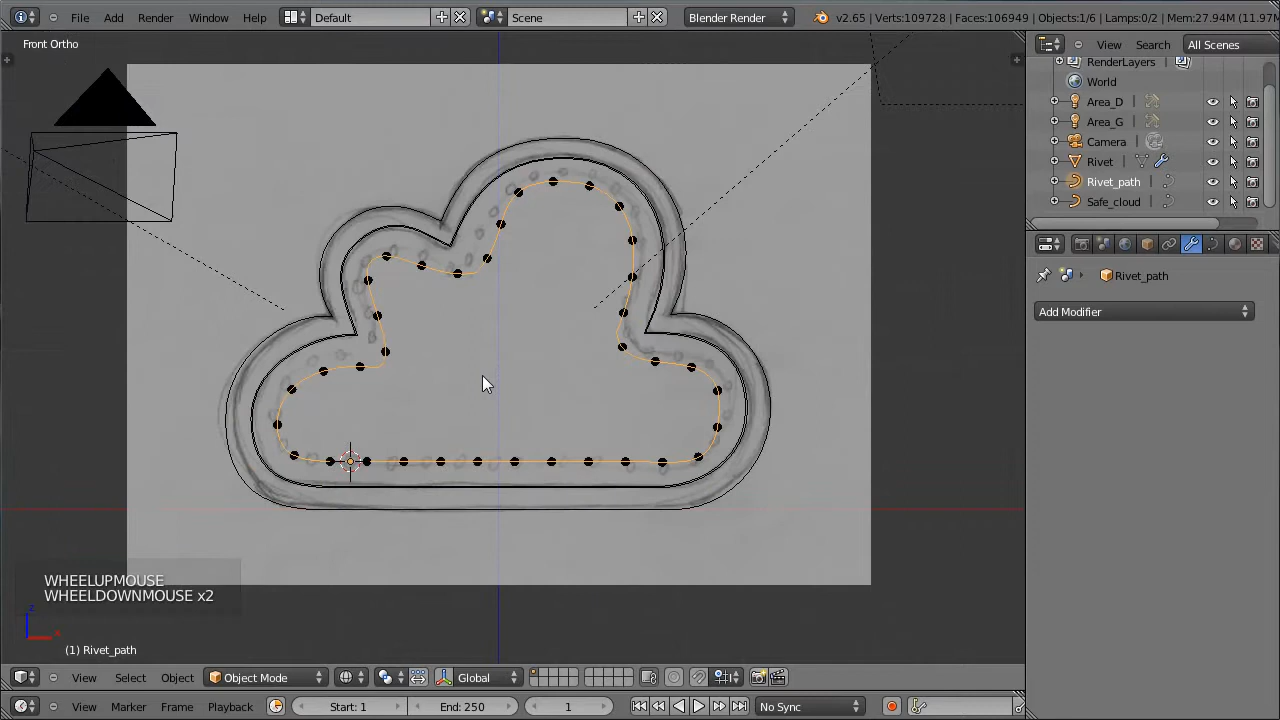 File Add Render Window Help Default Scene Blender Render v2.65 | Verts:109728 | Faces:106949 | Objects:1/6 | Lamps:0/2 | Mem:27.94M (11.97
Front Ortho
View Search All Scenes
RenderLayers
World
Area_D
Area_G
Camera
Rivet
Rivet_path
Safe_cloud
Rivet_path
Add Modifier
WHEELUPMOUSE
WHEELDOWNMOUSE x2
z
x
(1) Rivet_path
View Select Object Object Mode Global
View Marker Frame Playback Start: 1 End: 250 1 No Sync